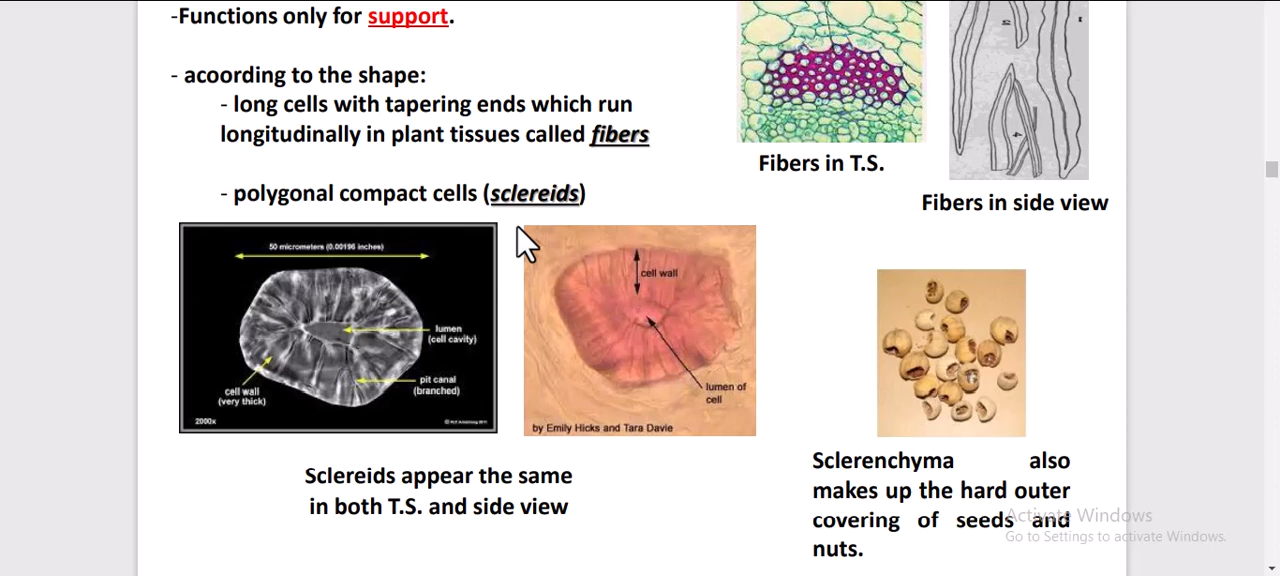 -Functions only for support.
- acoording to the shape:
- long cells with tapering ends which run
longitudinally in plant tissues called fibers
- polygonal compact cells (sclereids)
Fibers in T.S.
Fibers in side view
50 micrometers (0.00196 inches)
lumen
(cell cavity)
pit canal
(branched)
cell wall
(very thick)
2000x
cell wall
lumen of
cell
by Emily Hicks and Tara Davie
Sclereids appear the same
in both T.S. and side view
Sclerenchyma also
makes up the hard outer
covering of seeds and
nuts.
Activate Windows
Go to Settings to activate Windows.